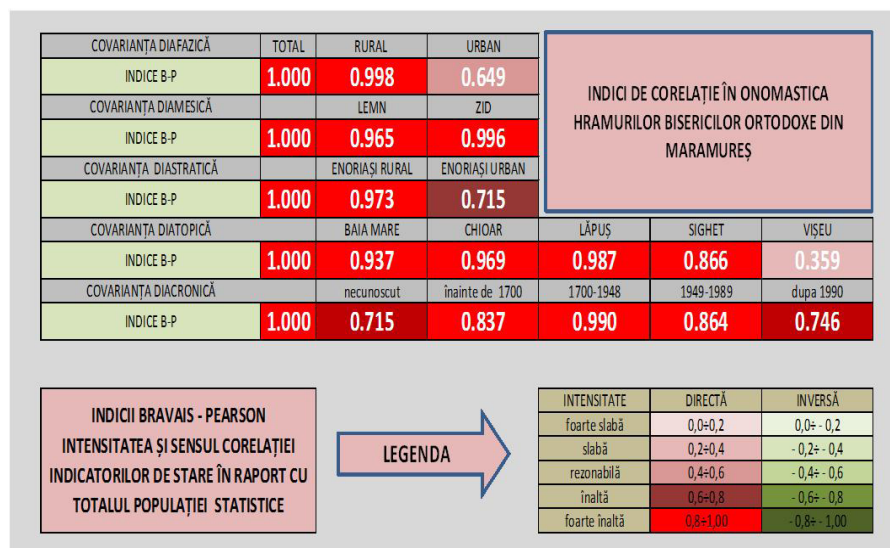 COVARIANȚA DIAFAZICĂ TOTAL RURAL URBAN
INDICE B-P 1.000 0.998 0.649
COVARIANȚA DIAMESICĂ LEMN ZID
INDICE B-P 1.000 0.965 0.996
COVARIANȚA DIASTRATICĂ ENORIAȘI RURAL ENORIAȘI URBAN
INDICE B-P 1.000 0.973 0.715
INDICI DE CORELAȚIE ÎN ONOMASTICA
HRAMURILOR BISERICILOR ORTODOXE DIN
MARAMUREȘ
COVARIANȚA DIATOPICĂ BAIA MARE CHIOAR LĂPUȘ SIGHET VIȘEU
INDICE B-P 1.000 0.937 0.969 0.987 0.866 0.359
COVARIANȚA DIACRONICĂ necunoscut înainte de 1700 1700-1948 1949-1989 dupa 1990
INDICE B-P 1.000 0.715 0.837 0.990 0.864 0.746
INDICII BRAVAIS - PEARSON
INTENSITATEA ȘI SENSUL CORELAȚIEI
INDICATORILOR DE STARE ÎN RAPORT CU
TOTALUL POPULAȚIEI STATISTICE
LEGENDA
INTENSITATE DIRECTĂ INVERSĂ
foarte slabă 0,0÷0,2 0,0÷ - 0,2
slabă 0,2÷0,4 - 0,2÷ - 0,4
rezonabilă 0,4÷0,6 - 0,4÷ - 0,6
înaltă 0,6÷0,8 - 0,6÷ - 0,8
foarte înaltă 0,8÷1,00 - 0,8÷ - 1,00